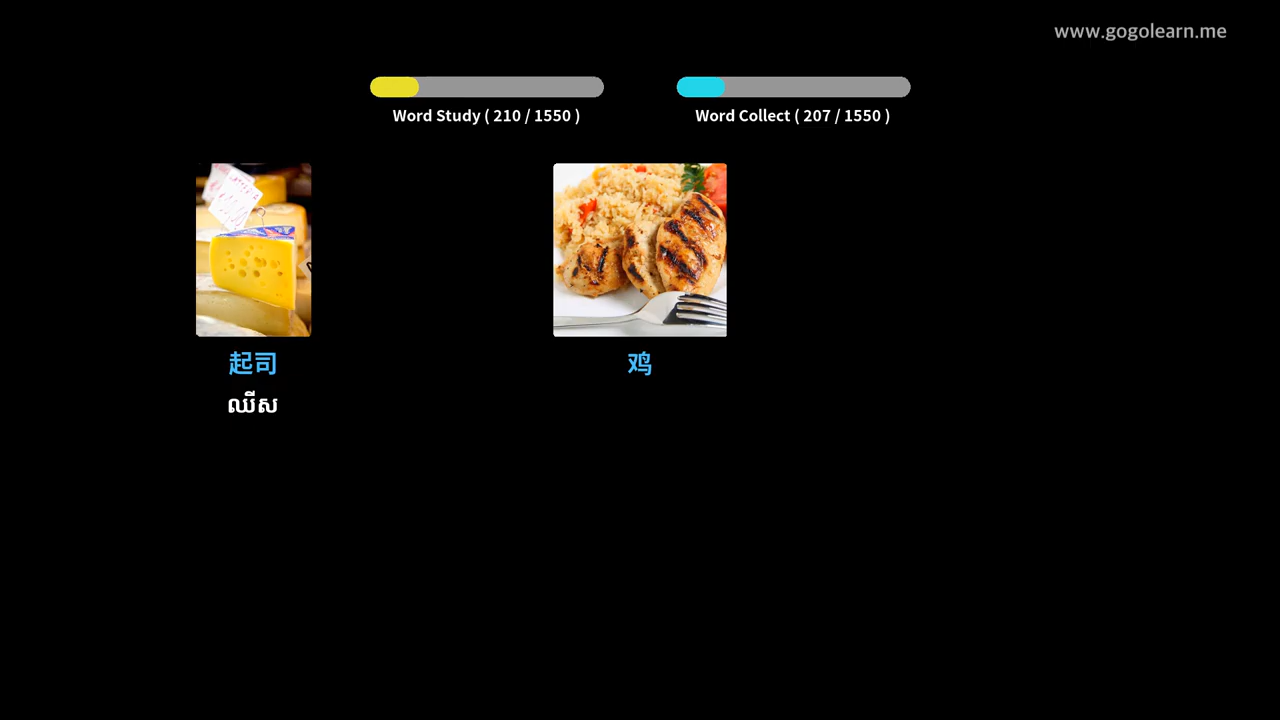 www.gogolearn.me
Word Study ( 210 / 1550 )
Word Collect ( 207 / 1550 )
起司
鸡
ឈីស